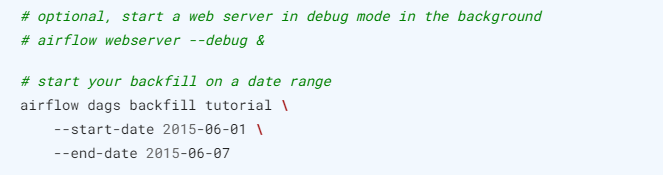 # optional, start a web server in debug mode in the background
# airflow webserver --debug &
# start your backfill on a date range
airflow dags backfill tutorial \
    --start-date 2015-06-01 \
    --end-date 2015-06-07